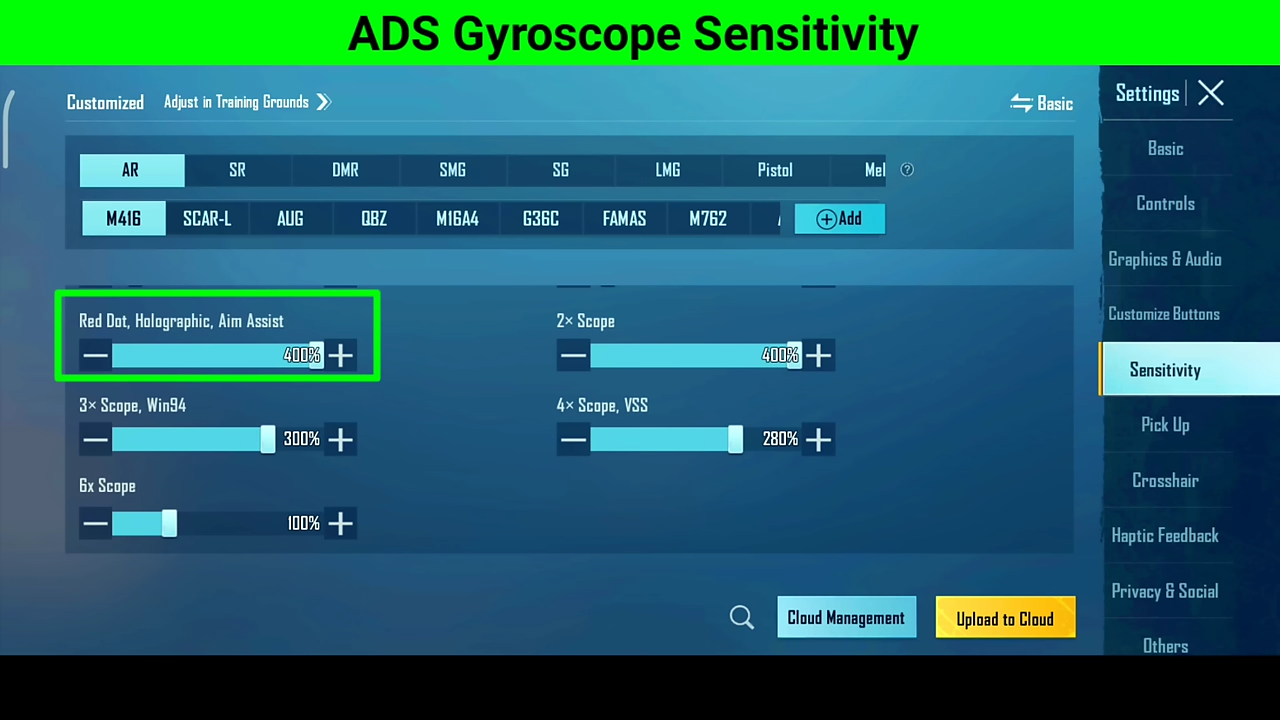 ADS Gyroscope Sensitivity
Customized Adjust in Training Grounds
Basic
Settings
AR SR DMR SMG SG LMG Pistol Mel ?
M416 SCAR-L AUG QBZ M16A4 G36C FAMAS M762 Add
Red Dot, Holographic, Aim Assist
400%
2× Scope
400%
3× Scope, Win94
300%
4× Scope, VSS
280%
6x Scope
100%
Cloud Management
Upload to Cloud
Basic
Controls
Graphics & Audio
Customize Buttons
Sensitivity
Pick Up
Crosshair
Haptic Feedback
Privacy & Social
Others